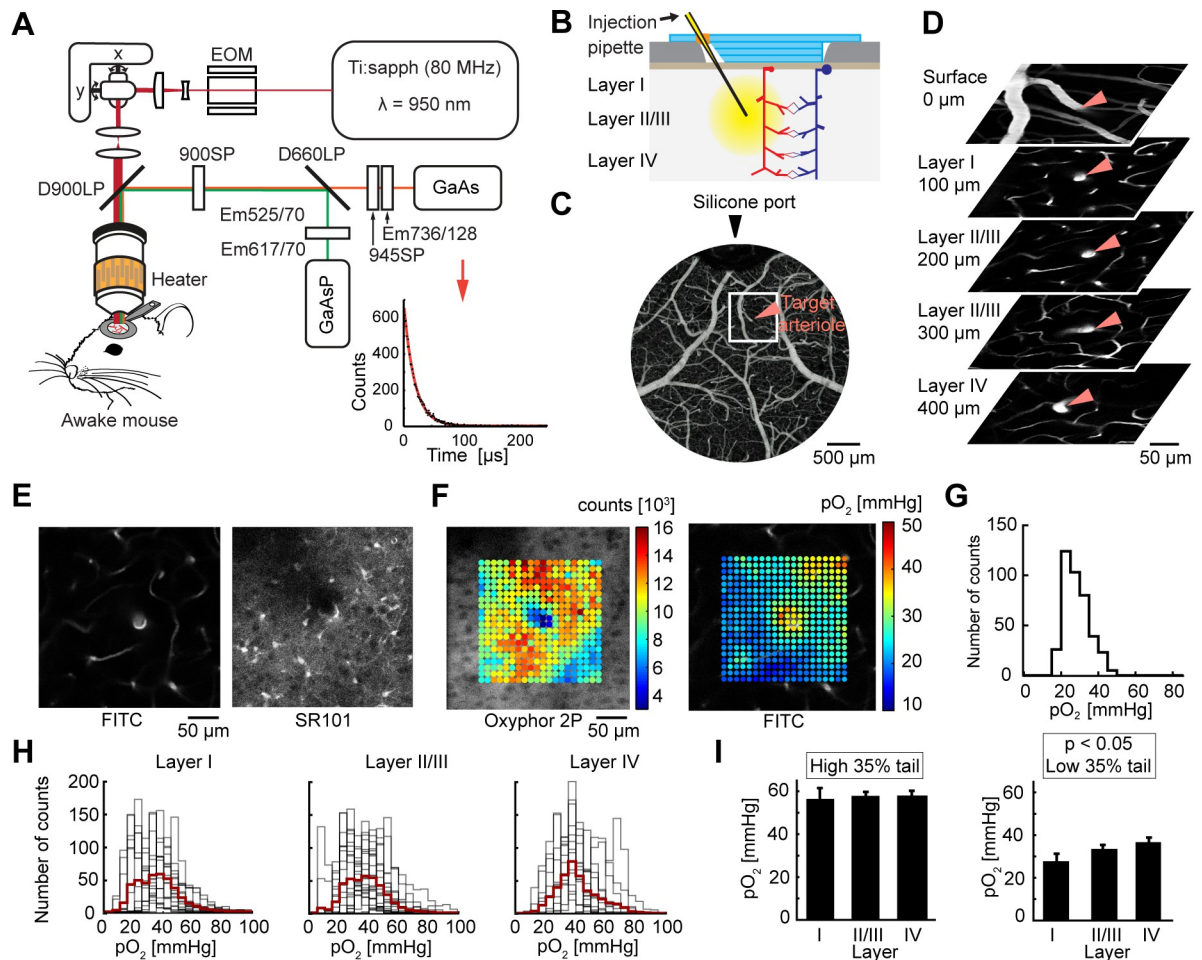 A
EOM
Ti:sapph (80 MHz)
λ = 950 nm
x
y
D900LP
900SP
D660LP
GaAs
Em525/70
Em617/70
Em736/128
945SP
GaAsP
Heater
Awake mouse
Counts
600
400
200
0
0
100
200
Time [µs]
B
Injection
pipette
Layer I
Layer II/III
Layer IV
C
Silicone port
Target
arteriole
500 µm
D
Surface
0 µm
Layer I
100 µm
Layer II/III
200 µm
Layer II/III
300 µm
Layer IV
400 µm
50 µm
E
FITC
50 µm
SR101
F
counts [10³]
16
14
12
10
8
6
4
Oxyphor 2P
50 µm
pO₂ [mmHg]
50
40
30
20
10
FITC
G
Number of counts
150
100
50
0
0 20 40 60 80
pO₂ [mmHg]
H
Layer I
Layer II/III
Layer IV
Number of counts
200
150
100
50
0
0 20 40 60 80 100
pO₂ [mmHg]
0 20 40 60 80 100
pO₂ [mmHg]
0 20 40 60 80 100
pO₂ [mmHg]
I
High 35% tail
pO₂ [mmHg]
60
40
20
0
I II/III IV
Layer
p < 0.05
Low 35% tail
pO₂ [mmHg]
60
40
20
0
I II/III IV
Layer